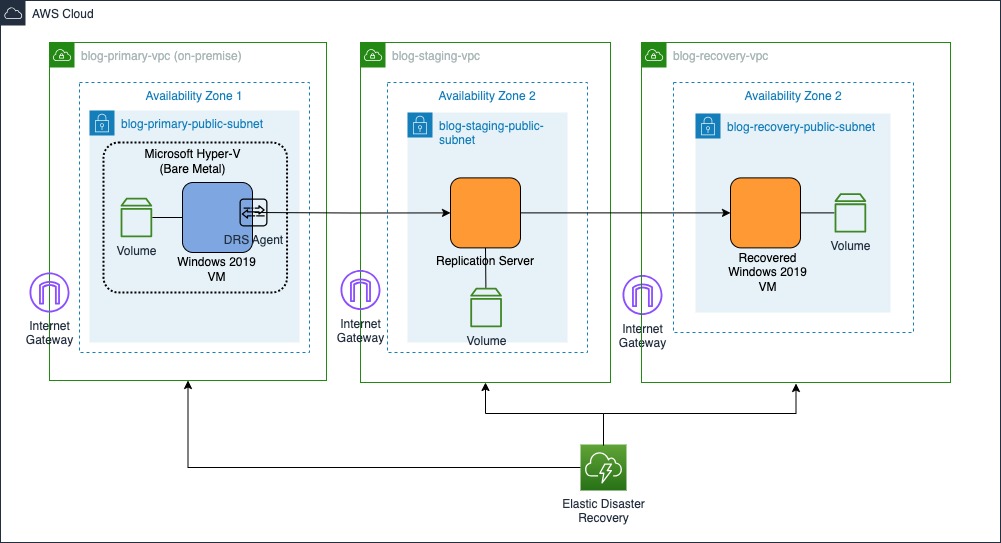 AWS Cloud
blog-primary-vpc (on-premise)
Availability Zone 1
blog-primary-public-subnet
Microsoft Hyper-V
(Bare Metal)
Volume
DRS Agent
Windows 2019
VM
Internet
Gateway
blog-staging-vpc
Availability Zone 2
blog-staging-public-
subnet
Replication Server
Volume
Internet
Gateway
blog-recovery-vpc
Availability Zone 2
blog-recovery-public-subnet
Recovered
Windows 2019
VM
Volume
Internet
Gateway
Elastic Disaster
Recovery